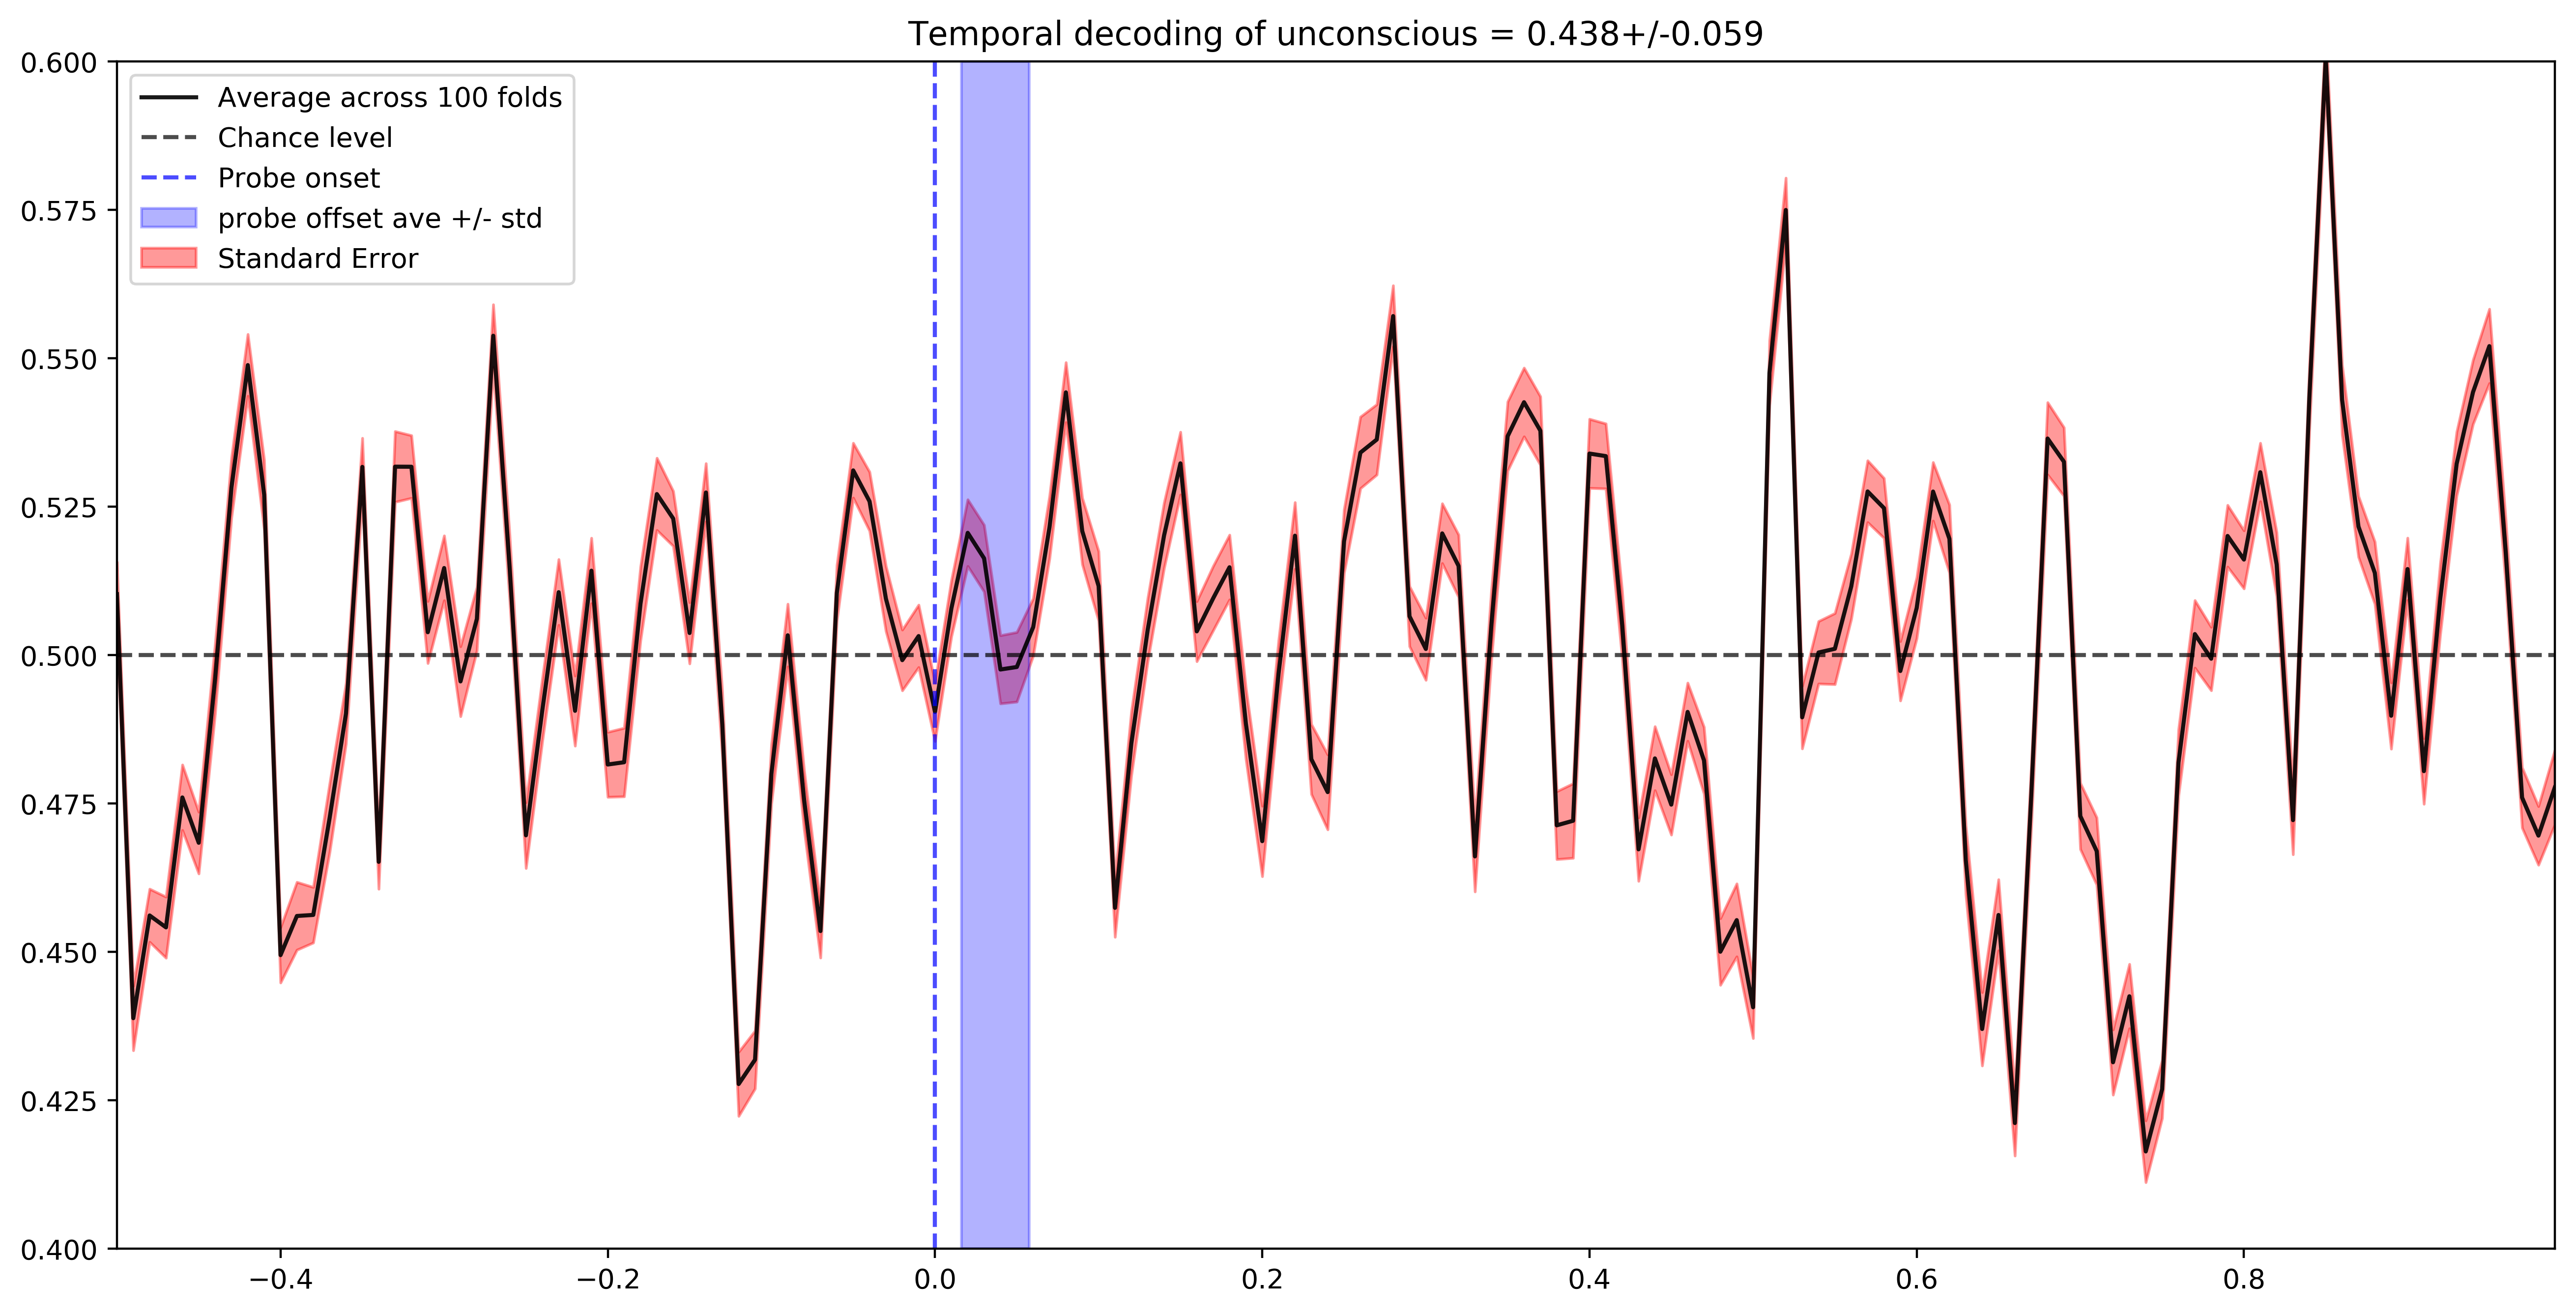 Temporal decoding of unconscious = 0.438+/-0.059
0.600
0.575
0.550
0.525
0.500
0.475
0.450
0.425
0.400
Average across 100 folds
Chance level
Probe onset
probe offset ave +/- std
Standard Error
−0.4
−0.2
0.0
0.2
0.4
0.6
0.8